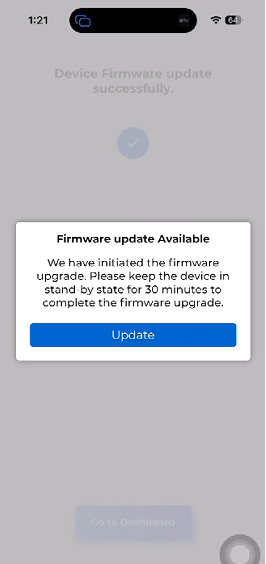 1:21
64
Device Firmware update
successfully.
Firmware update Available
We have initiated the firmware
upgrade. Please keep the device in
stand-by state for 30 minutes to
complete the firmware upgrade.
Update
Go to Dashboard